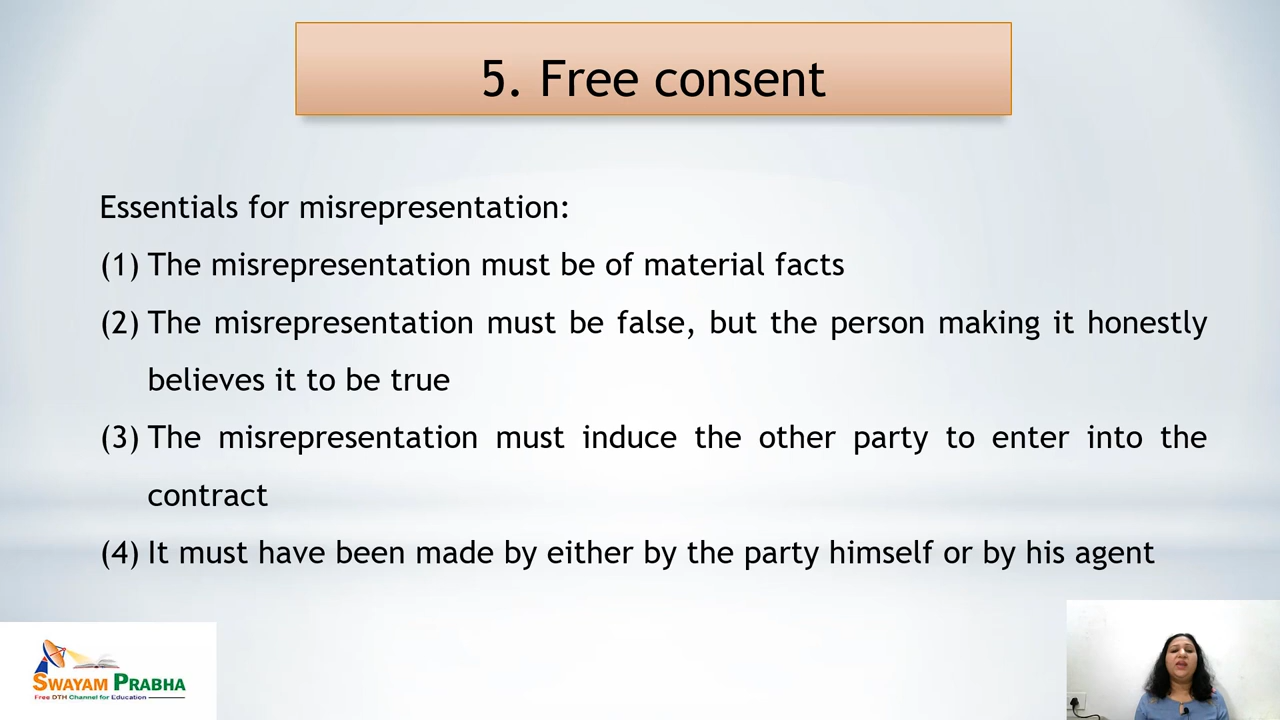 5. Free consent
Essentials for misrepresentation:
(1) The misrepresentation must be of material facts
(2) The misrepresentation must be false, but the person making it honestly
believes it to be true
(3) The misrepresentation must induce the other party to enter into the
contract
(4) It must have been made by either by the party himself or by his agent
SWAYAM PRABHA
Free DTH Channel for Education